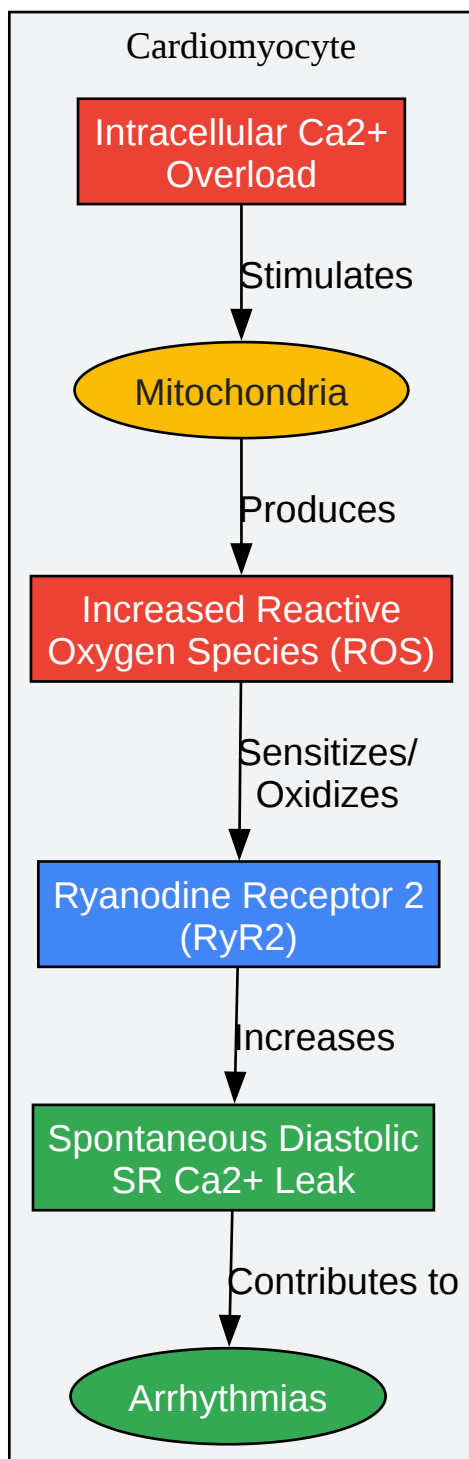 Cardiomyocyte
Intracellular Ca2+
Overload
Stimulates
Mitochondria
Produces
Increased Reactive
Oxygen Species (ROS)
Sensitizes/
Oxidizes
Ryanodine Receptor 2
(RyR2)
Increases
Spontaneous Diastolic
SR Ca2+ Leak
Contributes to
Arrhythmias